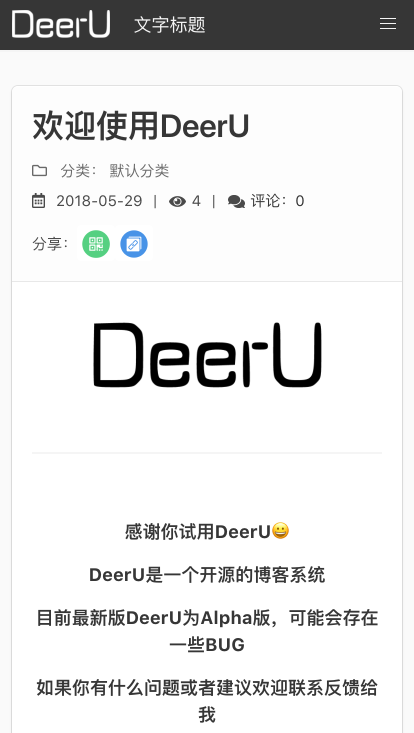 DeerU 文字标题
欢迎使用DeerU
分类： 默认分类
2018-05-29 | 4 | 评论：0
分享：
DeerU
感谢你试用DeerU😀
DeerU是一个开源的博客系统
目前最新版DeerU为Alpha版，可能会存在
一些BUG
如果你有什么问题或者建议欢迎联系反馈给
我